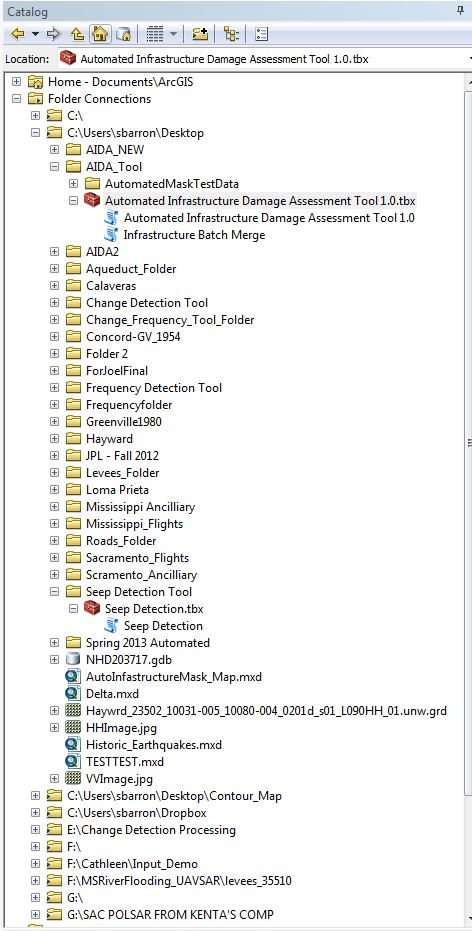 Catalog
Location: Automated Infrastructure Damage Assessment Tool 1.0.tbx
Home - Documents\ArcGIS
Folder Connections
C:\
C:\Users\sbarron\Desktop
AIDA_NEW
AIDA_Tool
AutomatedMaskTestData
Automated Infrastructure Damage Assessment Tool 1.0.tbx
Automated Infrastructure Damage Assessment Tool 1.0
Infrastructure Batch Merge
AIDA2
Aqueduct_Folder
Calaveras
Change Detection Tool
Change_Frequency_Tool_Folder
Concord-GV_1954
Folder 2
ForJoelFinal
Frequency Detection Tool
Frequencyfolder
Greenville1980
Hayward
JPL - Fall 2012
Levees_Folder
Loma Prieta
Mississippi Ancilliary
Mississippi_Flights
Roads_Folder
Sacramento_Flights
Scramento_Ancilliary
Seep Detection Tool
Seep Detection.tbx
Seep Detection
Spring 2013 Automated
NHD203717.gdb
AutoInfastructureMask_Map.mxd
Delta.mxd
Haywrd_23502_10031-005_10080-004_0201d_s01_L090HH_01.unw.grd
HHImage.jpg
Historic_Earthquakes.mxd
TESTTEST.mxd
VVImage.jpg
C:\Users\sbarron\Desktop\Contour_Map
C:\Users\sbarron\Dropbox
E:\Change Detection Processing
F:\
F:\Cathleen\Input_Demo
F:\MSRiverFlooding_UAVSAR\levees_35510
G:\
G:\SAC POLSAR FROM KENTA'S COMP